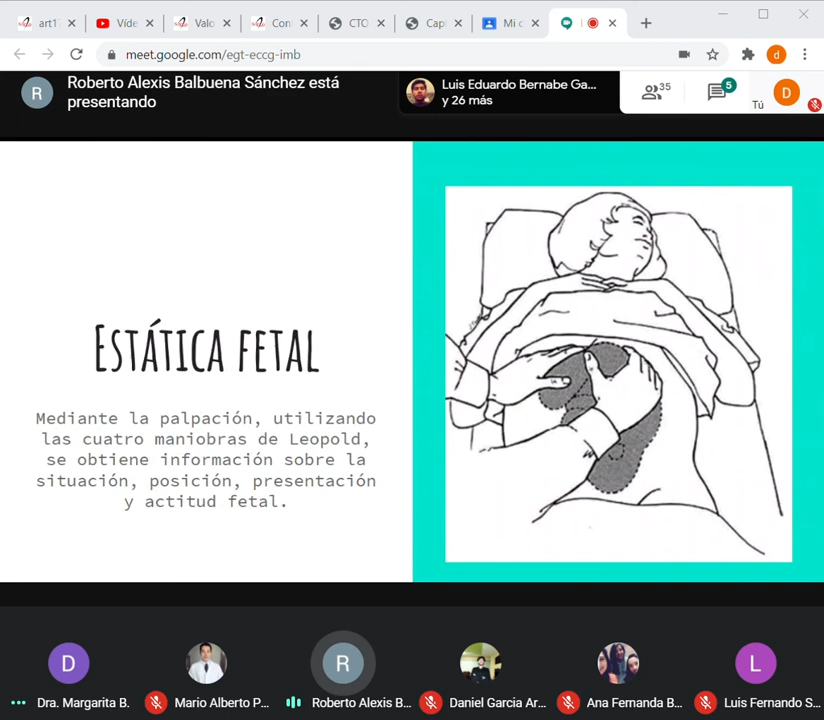 art1
Víde
Valo
Con
CTO
Cap
Mi c
meet.google.com/egt-eccg-imb
d
R
Roberto Alexis Balbuena Sánchez está
presentando
Luis Eduardo Bernabe Ga...
y 26 más
35
5
Tú
D
Estática fetal
Mediante la palpación, utilizando
las cuatro maniobras de Leopold,
se obtiene información sobre la
situación, posición, presentación
y actitud fetal.
D
R
L
Dra. Margarita B.
Mario Alberto P...
Roberto Alexis B...
Daniel Garcia Ar...
Ana Fernanda B...
Luis Fernando S...